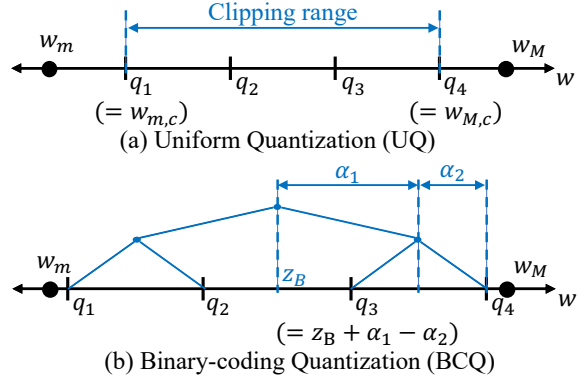 Clipping range
w_m w_M
q_1 q_2 q_3 q_4 w
(= w_{m,c}) (= w_{M,c})
(a) Uniform Quantization (UQ)
α_1 α_2
w_m z_B w_M
q_1 q_2 q_3 q_4 w
(= z_B + α_1 − α_2)
(b) Binary-coding Quantization (BCQ)